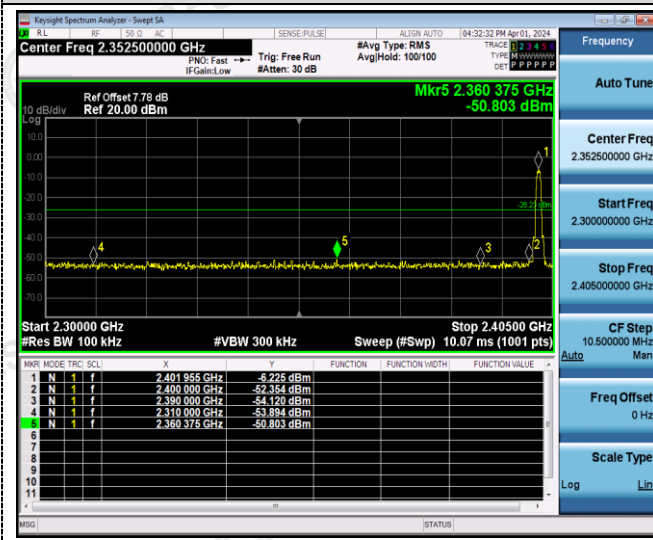 Keysight Spectrum Analyzer - Swept SA
RL RF 50 Ω AC SENSE:PULSE ALIGN AUTO 04:32:32 PM Apr 01, 2024
Center Freq 2.352500000 GHz #Avg Type: RMS TRACE 1 2 3 4 5 6
PNO: Fast Trig: Free Run Avg|Hold: 100/100 TYPE M WWWWW
IFGain:Low #Atten: 30 dB DET P P P P P P
Ref Offset 7.78 dB Mkr5 2.360 375 GHz
10 dB/div Ref 20.00 dBm -50.803 dBm
Log
10.0
0.00
-10.0
-20.0
-30.0
-40.0
-50.0
-60.0
-70.0
1
2
3
4
5
Start 2.30000 GHz Stop 2.40500 GHz
#Res BW 100 kHz #VBW 300 kHz Sweep (#Swp) 10.07 ms (1001 pts)
MKR MODE TRC SCL X Y FUNCTION FUNCTION WIDTH FUNCTION VALUE
1 N 1 f 2.401 955 GHz -6.225 dBm
2 N 1 f 2.400 000 GHz -52.354 dBm
3 N 1 f 2.390 000 GHz -54.120 dBm
4 N 1 f 2.310 000 GHz -53.894 dBm
5 N 1 f 2.360 375 GHz -50.803 dBm
6
7
8
9
10
11
MSG STATUS
Frequency
Auto Tune
Center Freq
2.352500000 GHz
Start Freq
2.300000000 GHz
Stop Freq
2.405000000 GHz
CF Step
10.500000 MHz
Auto Man
Freq Offset
0 Hz
Scale Type
Log Lin